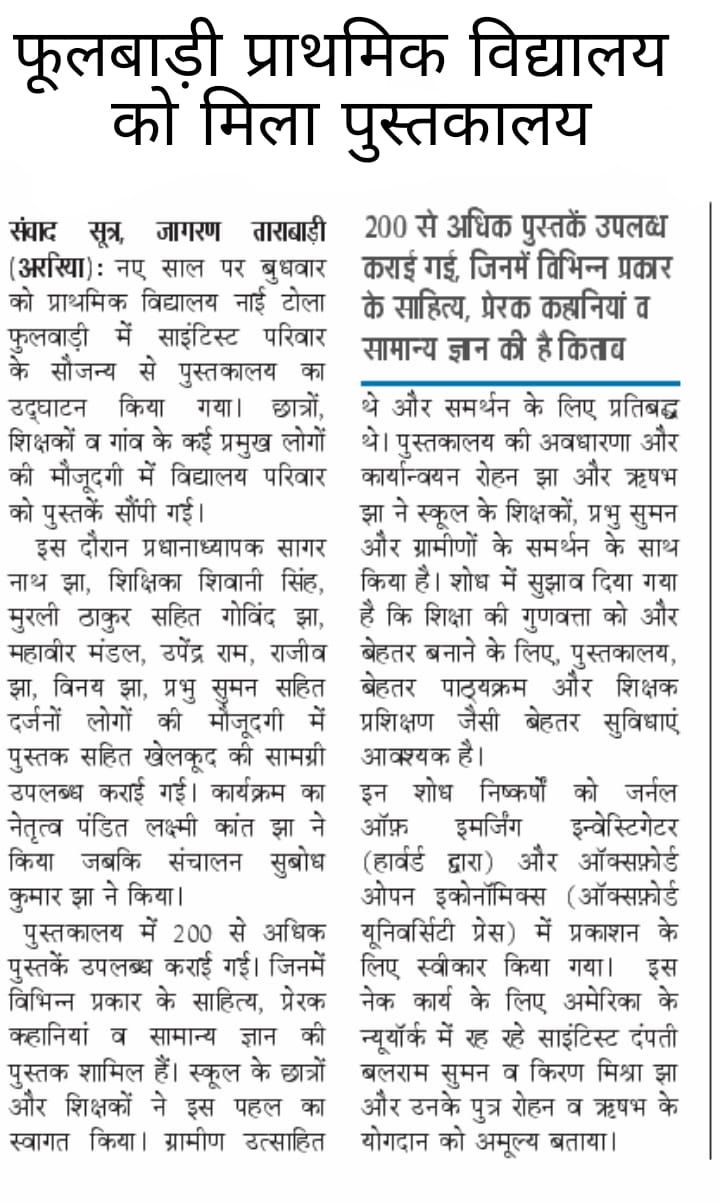 फूलबाड़ी प्राथमिक विद्यालय
को मिला पुस्तकालय
संवाद सूत्र, जागरण ताराबाड़ी
(अररिया): नए साल पर बुधवार
को प्राथमिक विद्यालय नाई टोला
फुलवाड़ी में साइंटिस्ट परिवार
के सौजन्य से पुस्तकालय का
उद्घाटन किया गया। छात्रों,
शिक्षकों व गांव के कई प्रमुख लोगों
की मौजूदगी में विद्यालय परिवार
को पुस्तकें सौंपी गई।
इस दौरान प्रधानाध्यापक सागर
नाथ झा, शिक्षिका शिवानी सिंह,
मुरली ठाकुर सहित गोविंद झा,
महावीर मंडल, उपेंद्र राम, राजीव
झा, विनय झा, प्रभु सुमन सहित
दर्जनों लोगों की मौजूदगी में
पुस्तक सहित खेलकूद की सामग्री
उपलब्ध कराई गई। कार्यक्रम का
नेतृत्व पंडित लक्ष्मी कांत झा ने
किया जबकि संचालन सुबोध
कुमार झा ने किया।
पुस्तकालय में 200 से अधिक
पुस्तकें उपलब्ध कराई गई। जिनमें
विभिन्न प्रकार के साहित्य, प्रेरक
कहानियां व सामान्य ज्ञान की
पुस्तक शामिल हैं। स्कूल के छात्रों
और शिक्षकों ने इस पहल का
स्वागत किया। ग्रामीण उत्साहित
200 से अधिक पुस्तकें उपलब्ध
कराई गई, जिनमें विभिन्न प्रकार
के साहित्य, प्रेरक कहानियां व
सामान्य ज्ञान की है किताब
थे और समर्थन के लिए प्रतिबद्ध
थे। पुस्तकालय की अवधारणा और
कार्यान्वयन रोहन झा और ऋषभ
झा ने स्कूल के शिक्षकों, प्रभु सुमन
और ग्रामीणों के समर्थन के साथ
किया है। शोध में सुझाव दिया गया
है कि शिक्षा की गुणवत्ता को और
बेहतर बनाने के लिए, पुस्तकालय,
बेहतर पाठ्यक्रम और शिक्षक
प्रशिक्षण जैसी बेहतर सुविधाएं
आवश्यक है।
इन शोध निष्कर्षों को जर्नल
ऑफ़ इमर्जिंग इन्वेस्टिगेटर
(हार्वर्ड द्वारा) और ऑक्सफ़ोर्ड
ओपन इकोनॉमिक्स (ऑक्सफ़ोर्ड
यूनिवर्सिटी प्रेस) में प्रकाशन के
लिए स्वीकार किया गया। इस
नेक कार्य के लिए अमेरिका के
न्यूयॉर्क में रह रहे साइंटिस्ट दंपती
बलराम सुमन व किरण मिश्रा झा
और उनके पुत्र रोहन व ऋषभ के
योगदान को अमूल्य बताया।